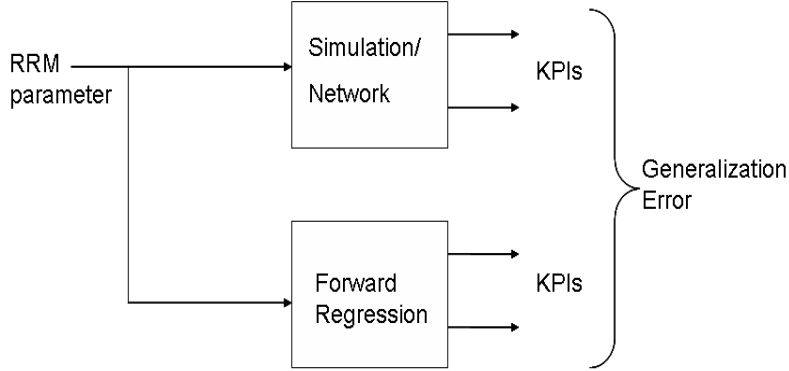 Simulation/
Network
RRM
parameter
KPIs
Generalization
Error
Forward
Regression
KPIs